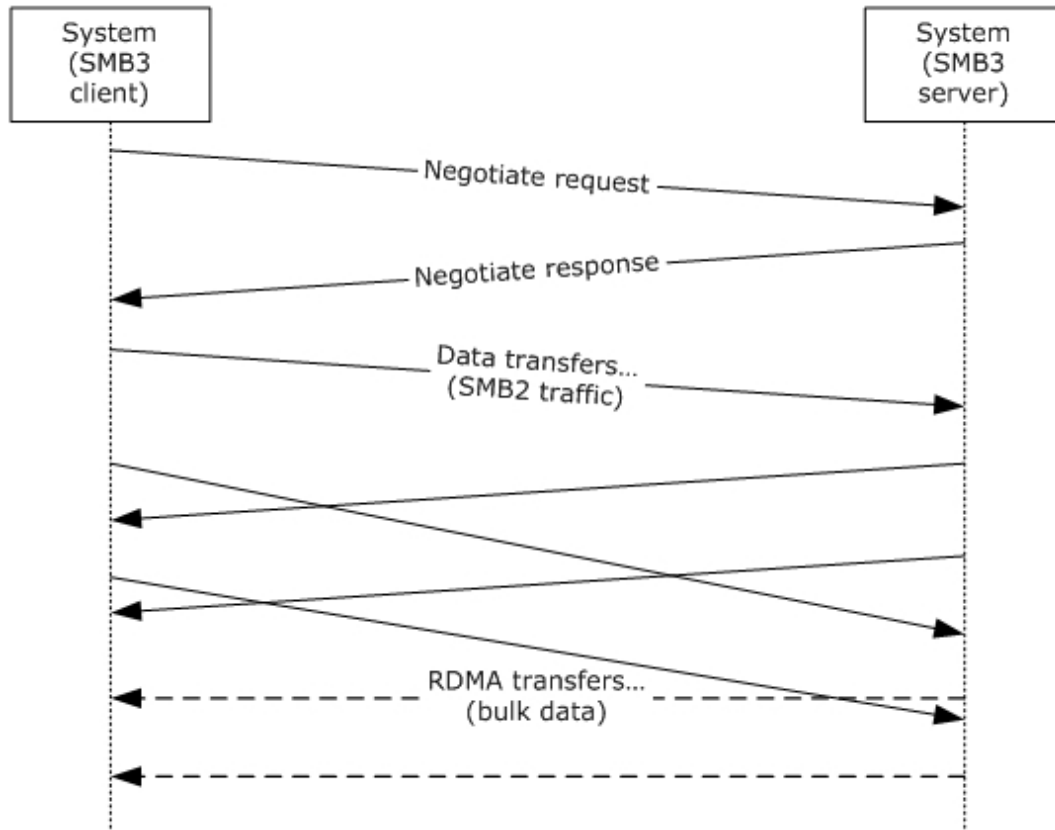 System
(SMB3
client)
System
(SMB3
server)
Negotiate request
Negotiate response
Data transfers…
(SMB2 traffic)
RDMA transfers…
(bulk data)